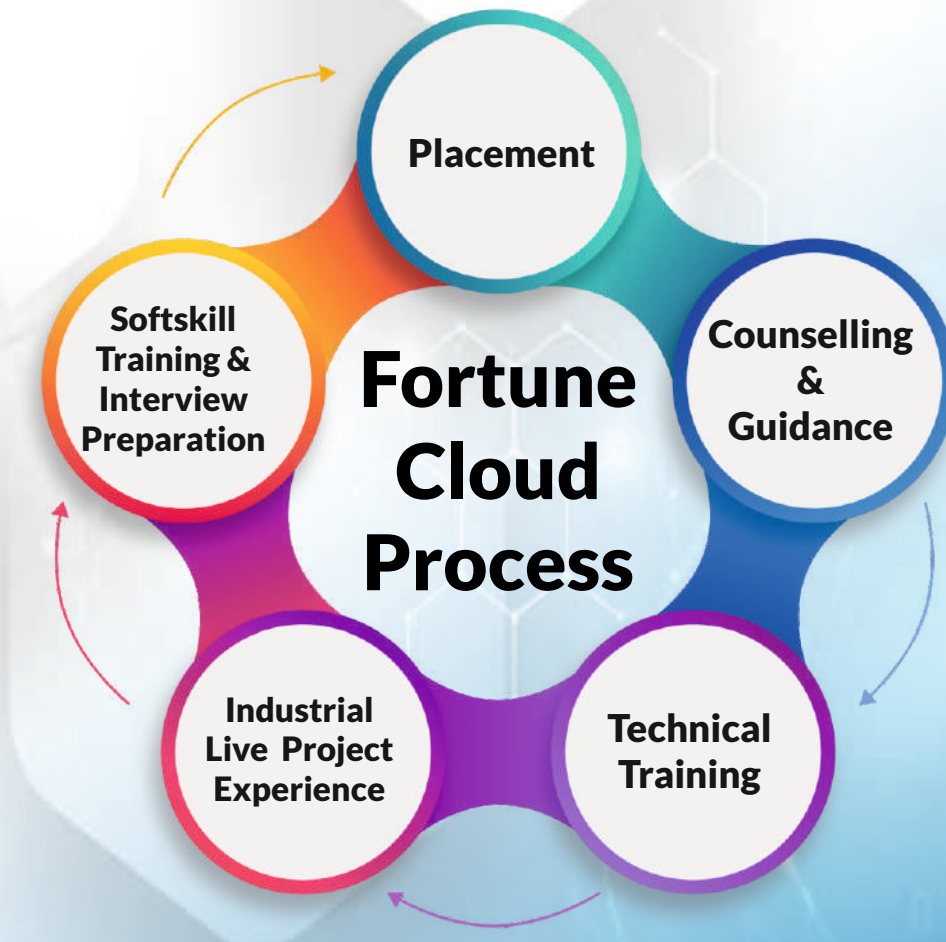 Placement
Softskill
Training &
Interview
Preparation
Counselling
&
Guidance
Fortune
Cloud
Process
Industrial
Live Project
Experience
Technical
Training